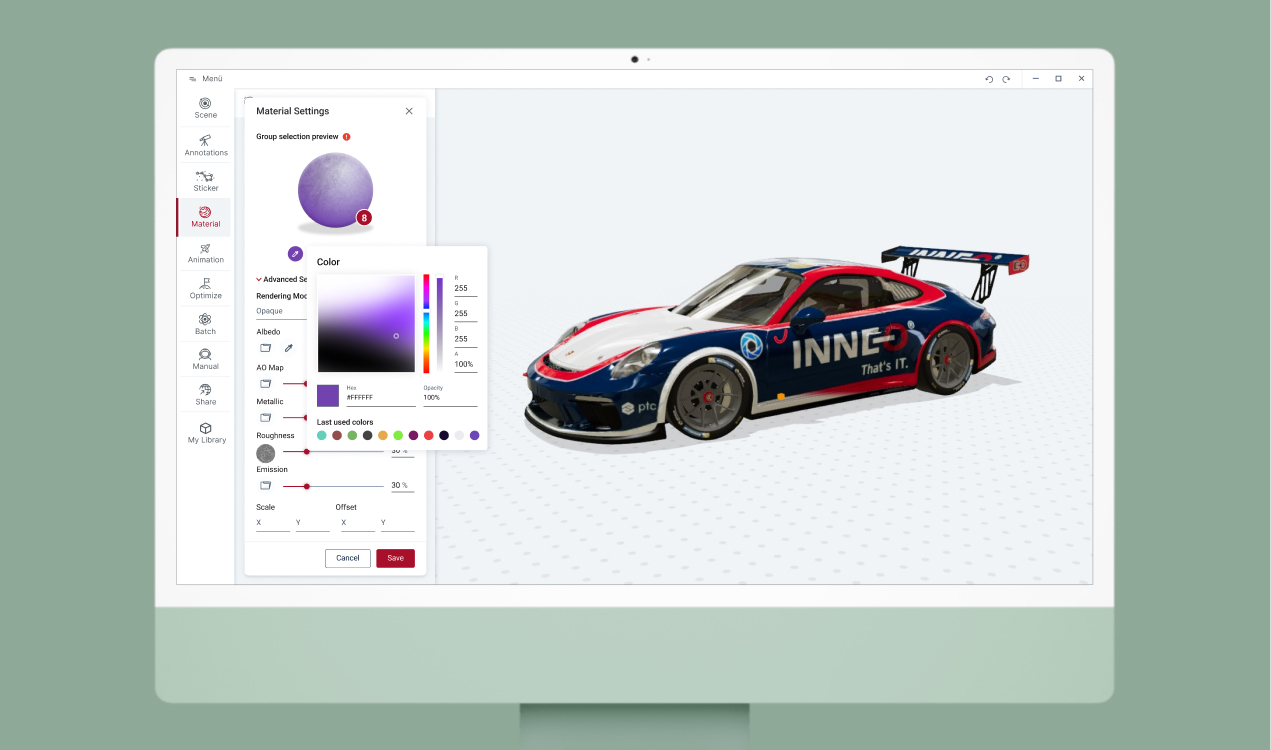 Menü
Scene
Annotations
Sticker
Material
Animation
Optimize
Batch
Manual
Share
My Library
Material Settings
Group selection preview
8
Advanced Se
Rendering Mod
Opaque
Albedo
AO Map
Metallic
Roughness
30 %
Emission
30 %
Scale
Offset
X
Y
X
Y
Cancel
Save
Color
R
255
G
255
B
255
A
100%
Hex
#FFFFFF
Opacity
100%
Last used colors
INNEO
INNEO
That's IT.
ptc